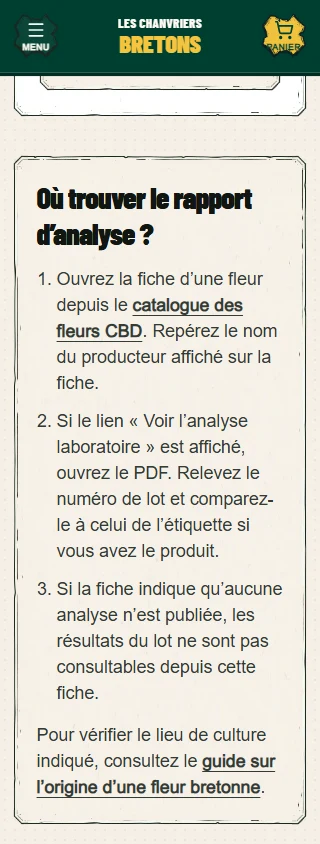 LES CHANVRIERS
BRETONS
MENU
PANIER
Où trouver le rapport
d’analyse ?
1. Ouvrez la fiche d’une fleur
depuis le catalogue des
fleurs CBD. Repérez le nom
du producteur affiché sur la
fiche.
2. Si le lien « Voir l’analyse
laboratoire » est affiché,
ouvrez le PDF. Relevez le
numéro de lot et comparez-
le à celui de l’étiquette si
vous avez le produit.
3. Si la fiche indique qu’aucune
analyse n’est publiée, les
résultats du lot ne sont pas
consultables depuis cette
fiche.
Pour vérifier le lieu de culture
indiqué, consultez le guide sur
l’origine d’une fleur bretonne.